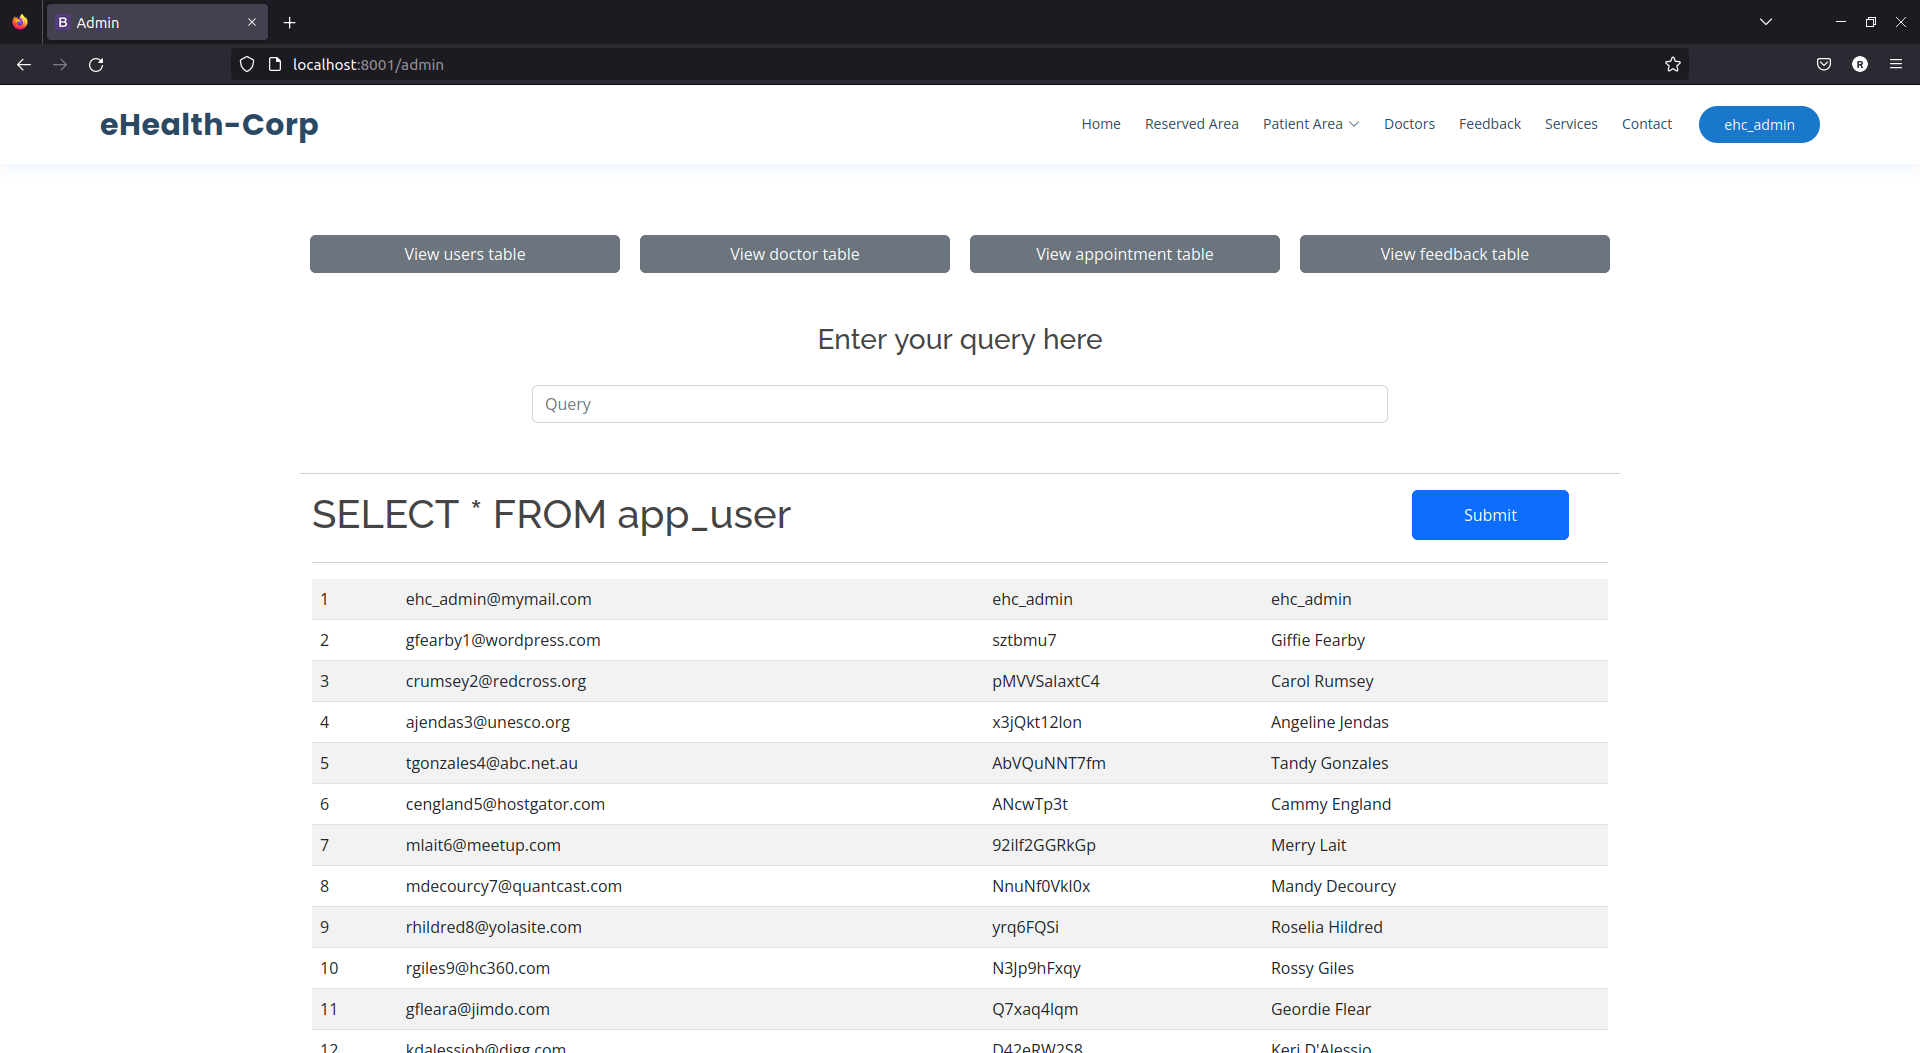 Admin
localhost:8001/admin
eHealth-Corp
Home Reserved Area Patient Area Doctors Feedback Services Contact ehc_admin
View users table View doctor table View appointment table View feedback table
Enter your query here
Query
SELECT * FROM app_user Submit
1 ehc_admin@mymail.com ehc_admin ehc_admin
2 gfearby1@wordpress.com sztbmu7 Giffie Fearby
3 crumsey2@redcross.org pMVVSalaxtC4 Carol Rumsey
4 ajendas3@unesco.org x3jQkt12lon Angeline Jendas
5 tgonzales4@abc.net.au AbVQuNNT7fm Tandy Gonzales
6 cengland5@hostgator.com ANcwTp3t Cammy England
7 mlait6@meetup.com 92ilf2GGRkGp Merry Lait
8 mdecourcy7@quantcast.com NnuNf0Vkl0x Mandy Decourcy
9 rhildred8@yolasite.com yrq6FQSi Roselia Hildred
10 rgiles9@hc360.com N3Jp9hFxqy Rossy Giles
11 gfleara@jimdo.com Q7xaq4lqm Geordie Flear
12 kdalessiob@digg.com D42eRW2S8 Keri D'Alessio